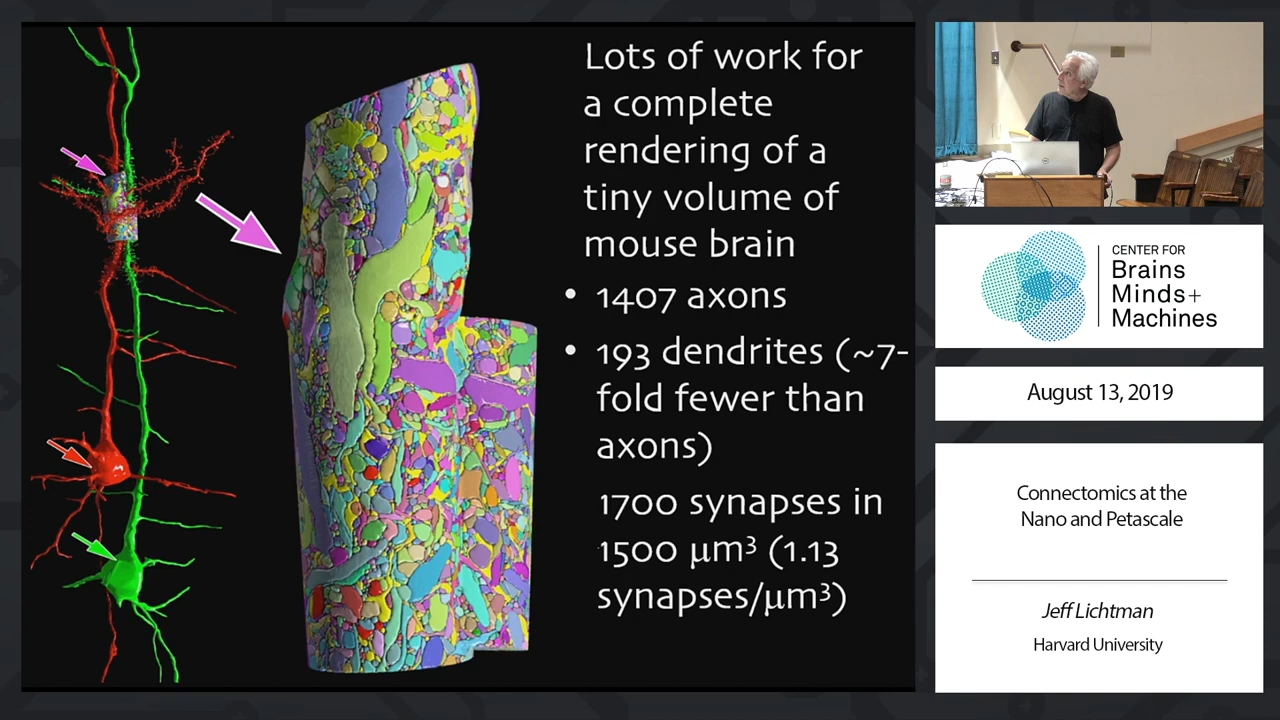 Lots of work for
a complete
rendering of a
tiny volume of
mouse brain
• 1407 axons
• 193 dendrites (~7-
fold fewer than
axons)
1700 synapses in
1500 µm³ (1.13
synapses/µm³)
CENTER FOR
Brains
Minds+
Machines
August 13, 2019
Connectomics at the
Nano and Petascale
Jeff Lichtman
Harvard University